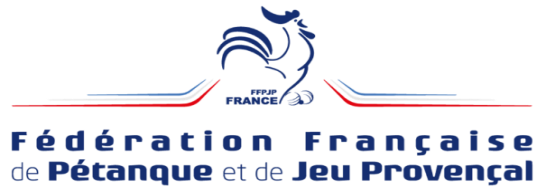 FFPJP
FRANCE
Fédération Française
de Pétanque et de Jeu Provençal